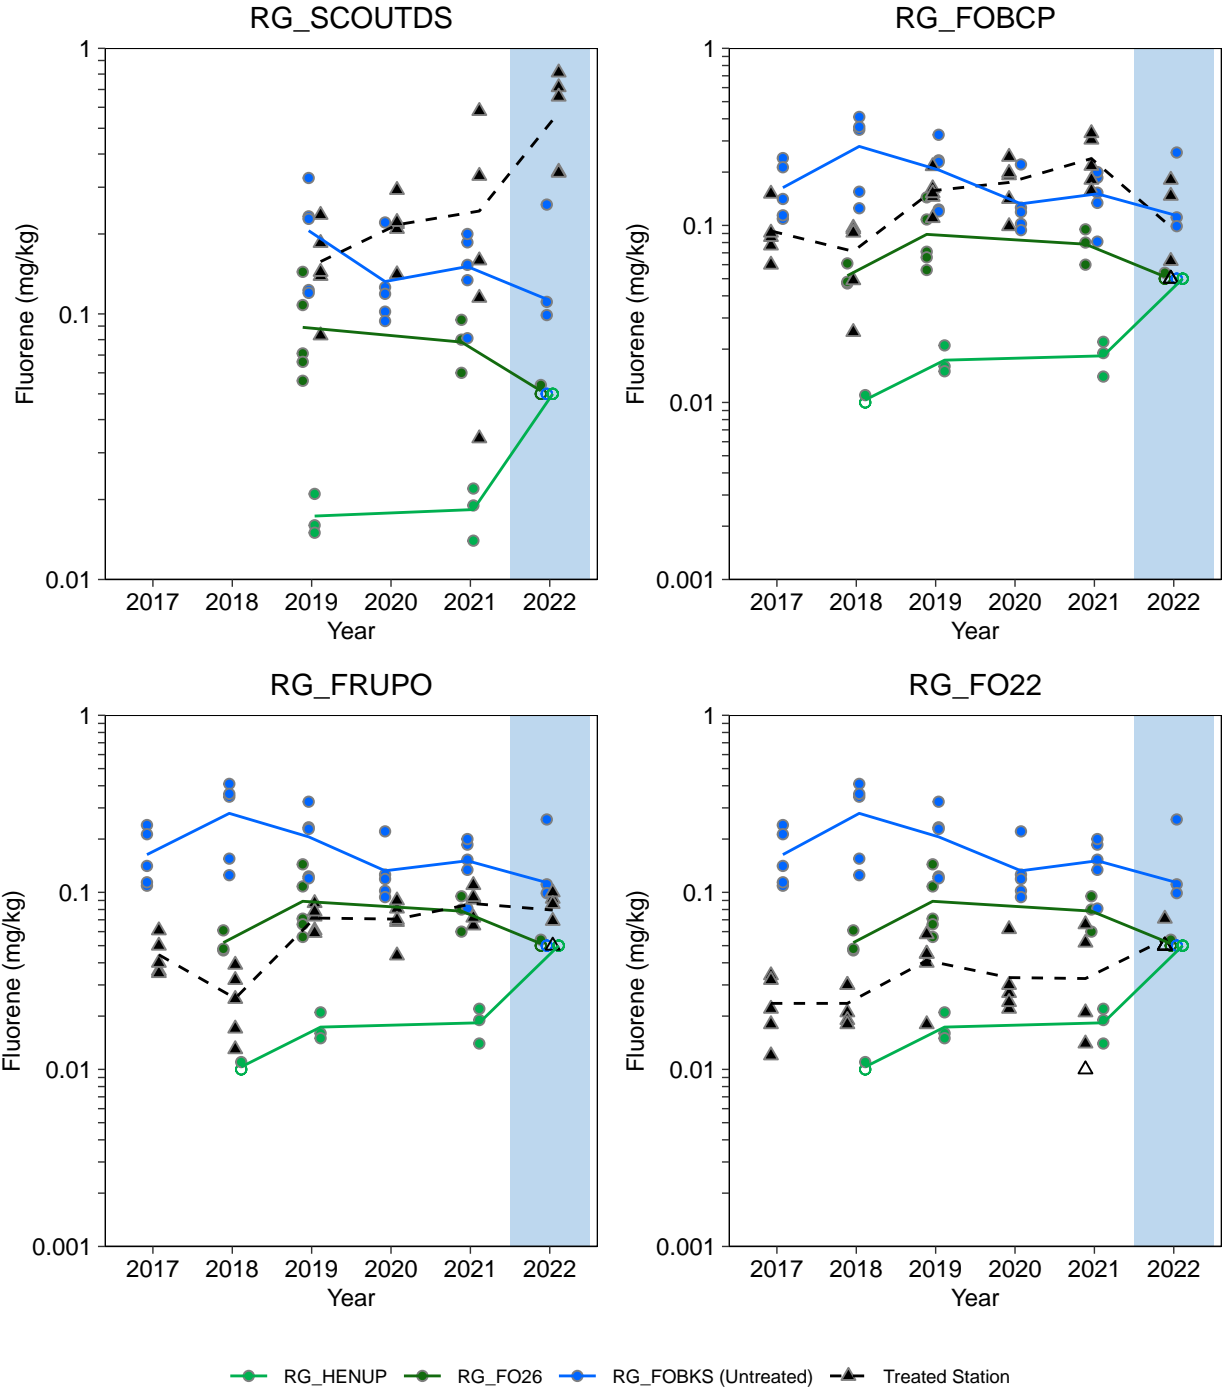 RG_SCOUTDS
RG_FOBCP
1
0.1
0.01
Fluorene (mg/kg)
2017 2018 2019 2020 2021 2022
Year
1
0.1
0.01
0.001
Fluorene (mg/kg)
2017 2018 2019 2020 2021 2022
Year
RG_FRUPO
RG_FO22
1
0.1
0.01
0.001
Fluorene (mg/kg)
2017 2018 2019 2020 2021 2022
Year
1
0.1
0.01
0.001
Fluorene (mg/kg)
2017 2018 2019 2020 2021 2022
Year
RG_HENUP RG_FO26 RG_FOBKS (Untreated) Treated Station